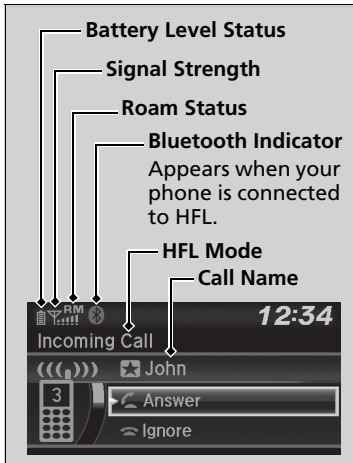 Battery Level Status
Signal Strength
Roam Status
Bluetooth Indicator
Appears when your
phone is connected
to HFL.
HFL Mode
Call Name
RM
12:34
Incoming Call
John
3
Answer
Ignore